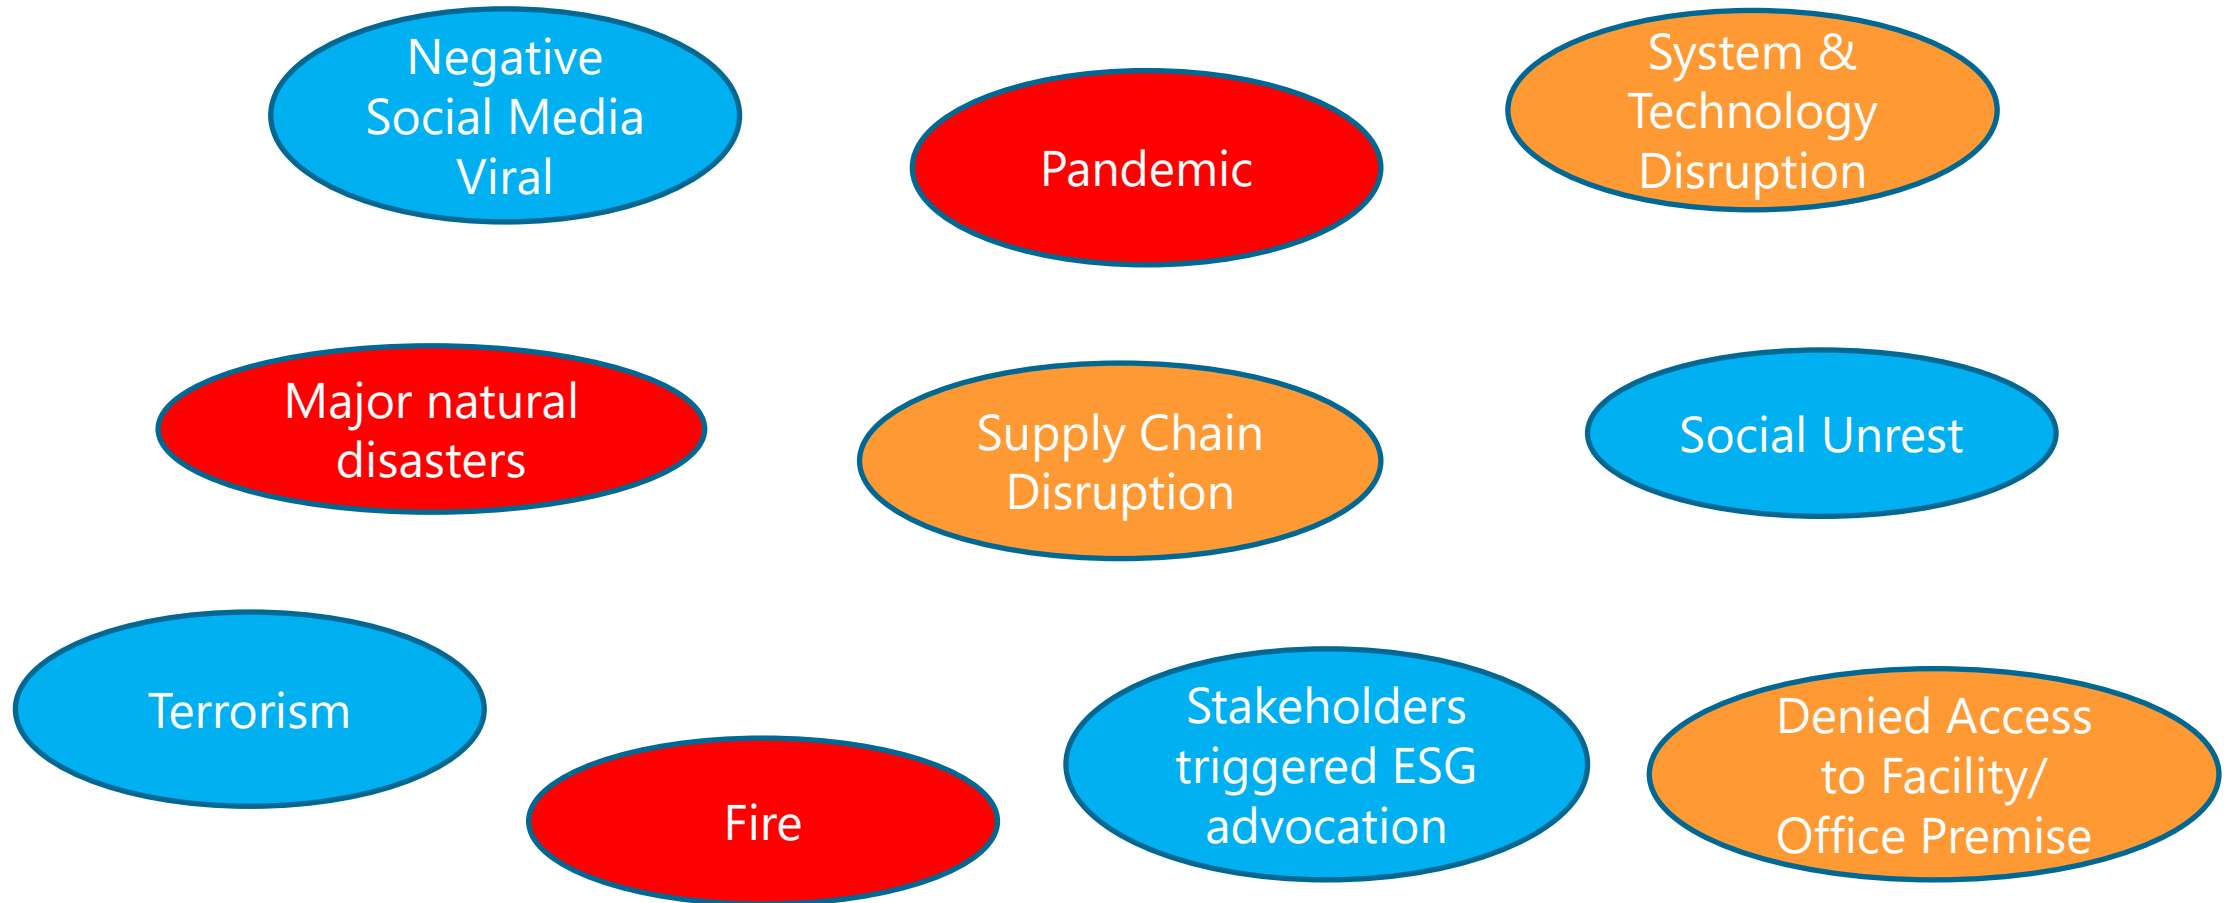 Negative
Social Media
Viral
Pandemic
System &
Technology
Disruption
Major natural
disasters
Supply Chain
Disruption
Social Unrest
Terrorism
Fire
Stakeholders
triggered ESG
advocation
Denied Access
to Facility/
Office Premise